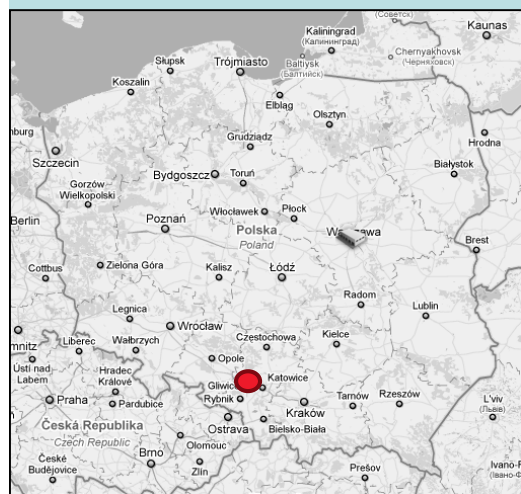 (Советск)
Kaliningrad
(Калининград)
Kaunas
Słupsk
Trójmiasto
Baltiysk
(Балтийск)
Chernyakhovsk
(Черняховск)
Koszalin
Elbląg
Olsztyn
Grudziądz
Hrodna
Szczecin
Bydgoszcz
Toruń
Białystok
Gorzów
Wielkopolski
Włocławek
Płock
Berlin
Poznań
Polska
Poland
Brest
Cottbus
Zielona Góra
Kalisz
Łódź
Radom
Lublin
Legnica
Wrocław
Częstochowa
Kielce
mnitz
Liberec
Wałbrzych
Opole
Ústí nad
Labem
Hradec
Králové
Katowice
Rybnik
Tarnów
Rzeszów
L'viv
(Львів)
Praha
Pardubice
Kraków
Česká Republika
Czech Republic
Ostrava
Bielsko-Biała
Olomouc
Brno
Zlín
České
Budějovice
Prešov